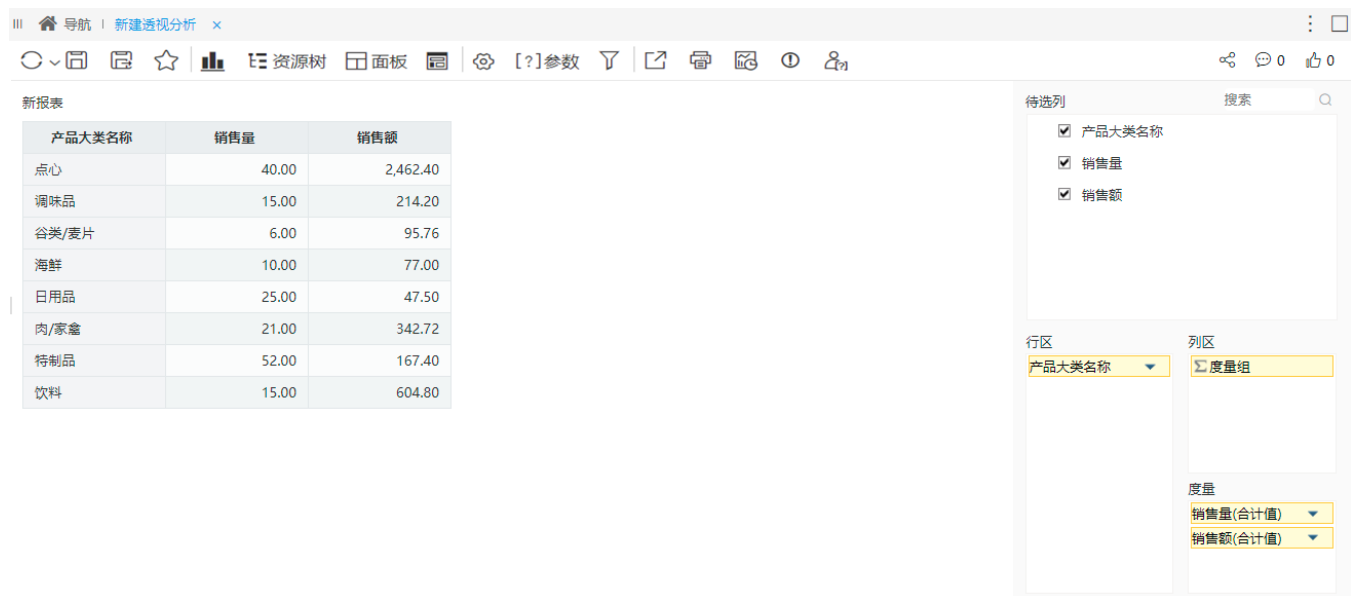 导航 新建透视分析 ×
资源树 面板 [?]参数 0 0
新报表
产品大类名称 销售量 销售额
点心 40.00 2,462.40
调味品 15.00 214.20
谷类/麦片 6.00 95.76
海鲜 10.00 77.00
日用品 25.00 47.50
肉/家禽 21.00 342.72
特制品 52.00 167.40
饮料 15.00 604.80
待选列 搜索
产品大类名称
销售量
销售额
行区 列区
产品大类名称 Σ度量组
度量
销售量(合计值)
销售额(合计值)